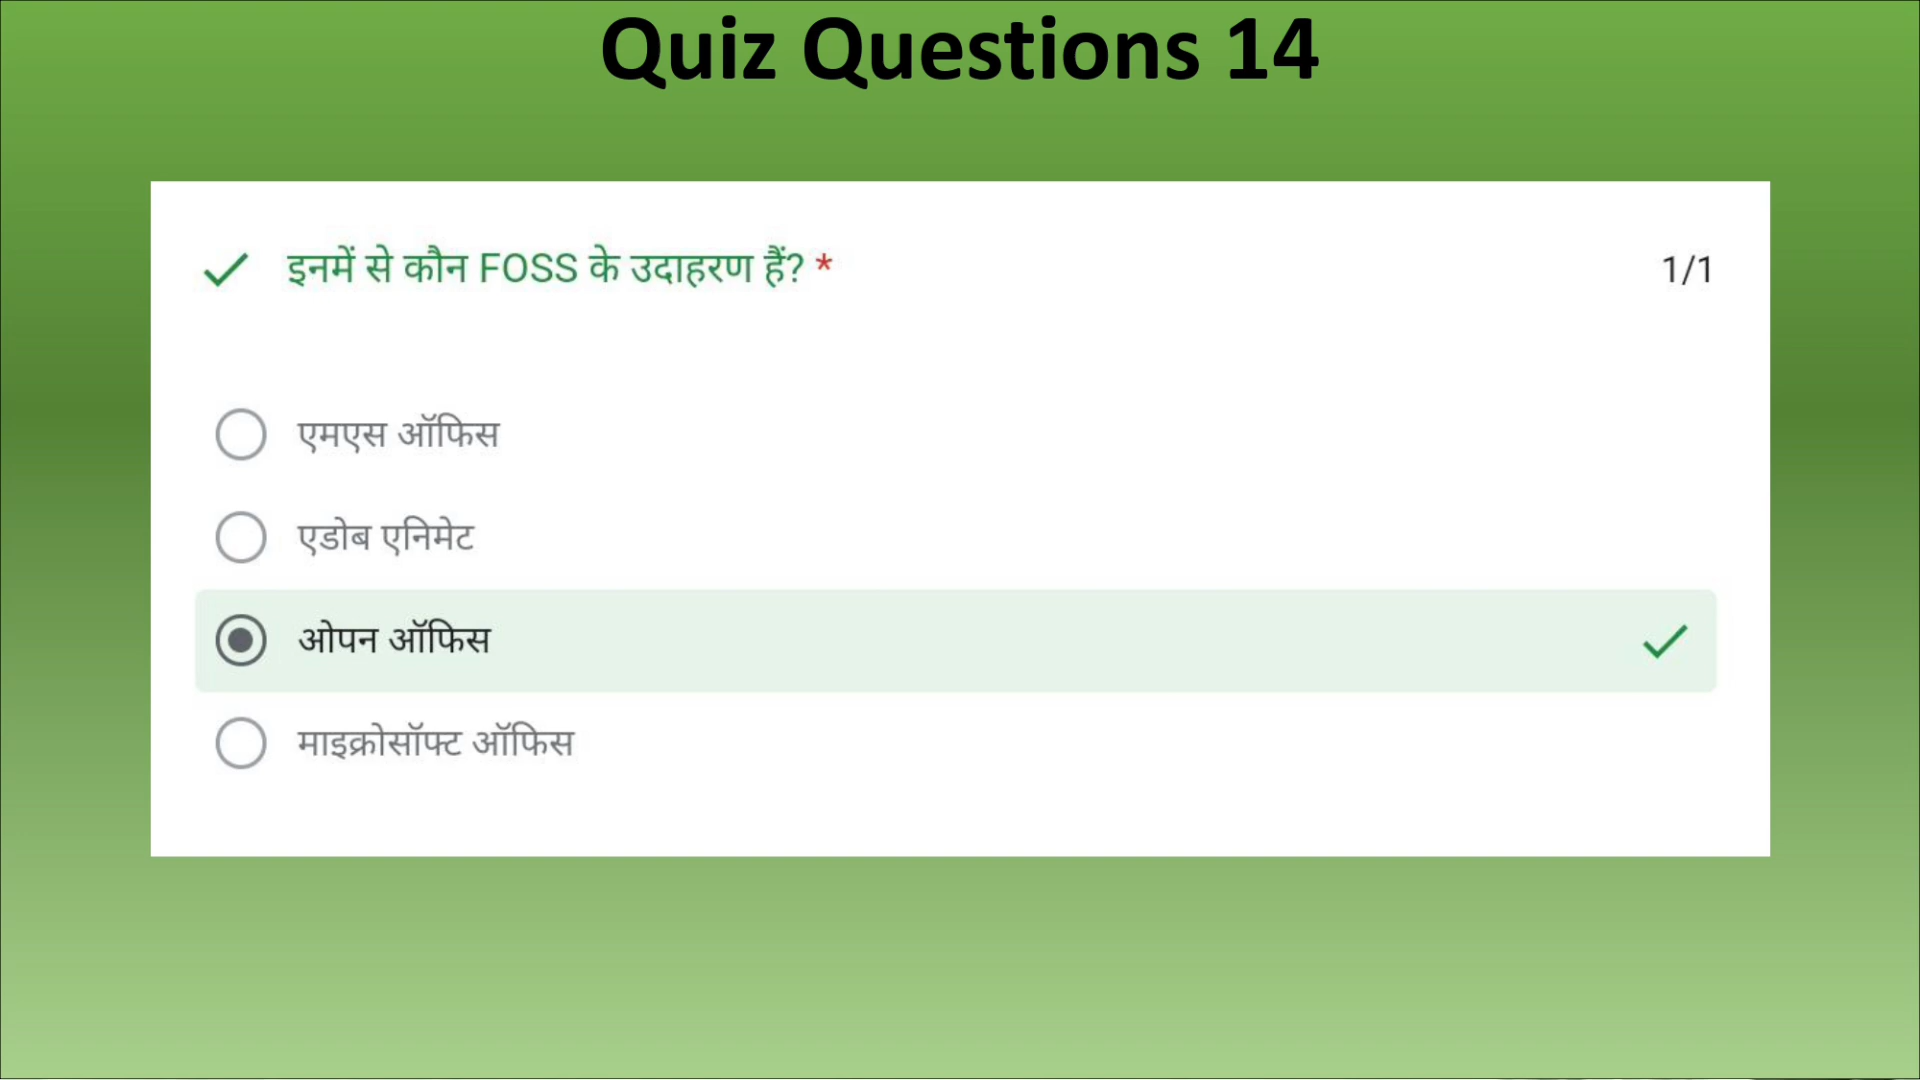 Quiz Questions 14
इनमें से कौन FOSS के उदाहरण हैं? *
1/1
एमएस ऑफिस
एडोब एनिमेट
ओपन ऑफिस
माइक्रोसॉफ्ट ऑफिस